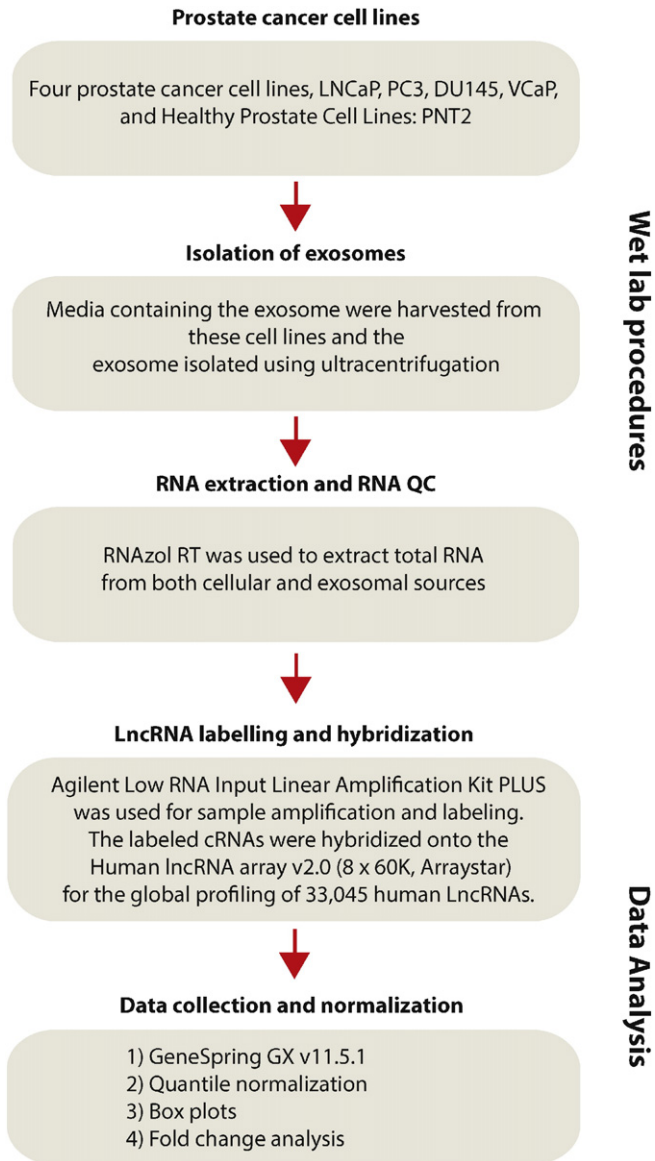 Prostate cancer cell lines
Four prostate cancer cell lines, LNCaP, PC3, DU145, VCaP,
and Healthy Prostate Cell Lines: PNT2
Isolation of exosomes
Media containing the exosome were harvested from
these cell lines and the
exosome isolated using ultracentrifugation
RNA extraction and RNA QC
RNAzol RT was used to extract total RNA
from both cellular and exosomal sources
LncRNA labelling and hybridization
Agilent Low RNA Input Linear Amplification Kit PLUS
was used for sample amplification and labeling.
The labeled cRNAs were hybridized onto the
Human lncRNA array v2.0 (8 x 60K, Arraystar)
for the global profiling of 33,045 human LncRNAs.
Data collection and normalization
1) GeneSpring GX v11.5.1
2) Quantile normalization
3) Box plots
4) Fold change analysis
Wet lab procedures
Data Analysis